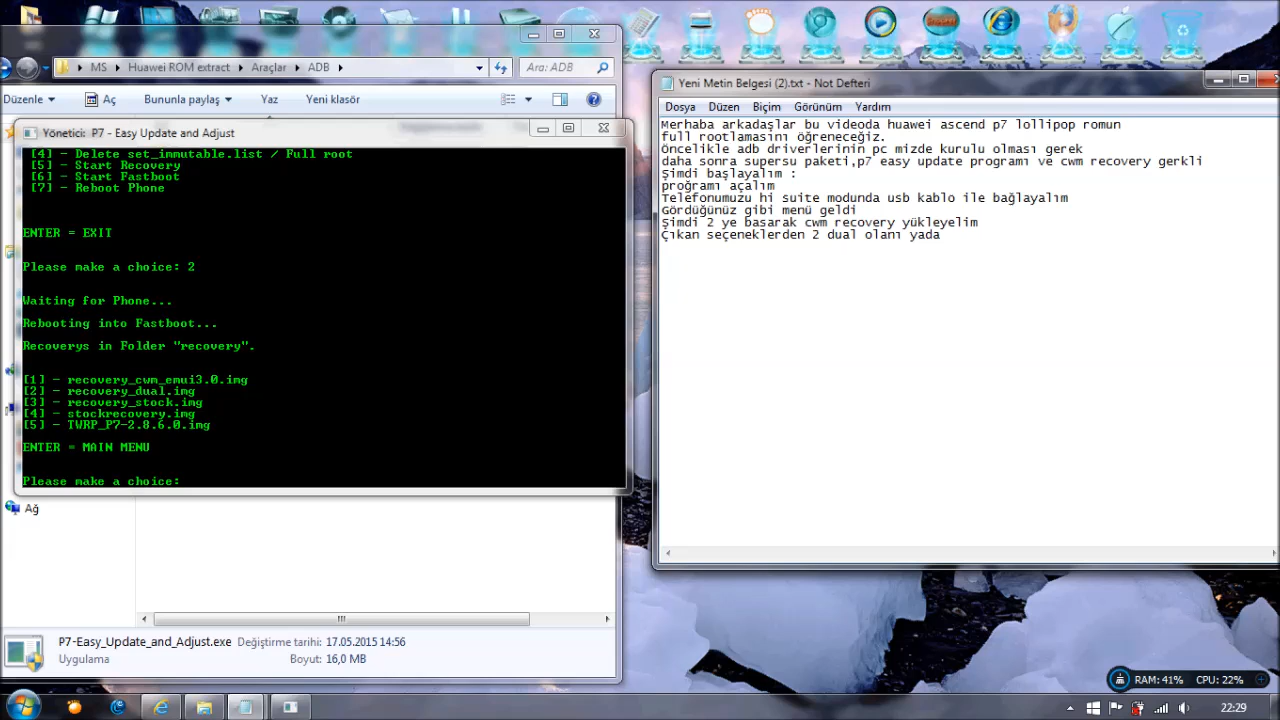 MS Huawei ROM extract Araçlar ADB
Ara: ADB
Düzenle Aç Bununla paylaş Yaz Yeni klasör
Yönetici: P7 - Easy Update and Adjust
[4] - Delete set_immutable.list / Full root
[5] - Start Recovery
[6] - Start Fastboot
[7] - Reboot Phone
ENTER = EXIT
Please make a choice: 2
Waiting for Phone...
Rebooting into Fastboot...
Recoverys in Folder "recovery".
[1] - recovery_cwm_emui3.0.img
[2] - recovery_dual.img
[3] - recovery_stock.img
[4] - stockrecovery.img
[5] - TWRP_P7-2.8.6.0.img
ENTER = MAIN MENU
Please make a choice:
Ağ
P7-Easy_Update_and_Adjust.exe Değiştirme tarihi: 17.05.2015 14:56
Uygulama Boyut: 16,0 MB
Yeni Metin Belgesi (2).txt - Not Defteri
Dosya Düzen Biçim Görünüm Yardım
Merhaba arkadaşlar bu videoda huawei ascend p7 lollipop romun
full rootlamasını öğreneceğiz.
Öncelikle adb driverlerinin pc mizde kurulu olması gerek
daha sonra supersu paketi,p7 easy update programı ve cwm recovery gerkli
Şimdi başlayalım :
proğramı açalım
Telefonumuzu hi suite modunda usb kablo ile bağlayalım
Gördüğünüz gibi menü geldi
Şimdi 2 ye basarak cwm recovery yükleyelim
Çıkan seçeneklerden 2 dual olanı yada
RAM: 41% CPU: 22%
22:29